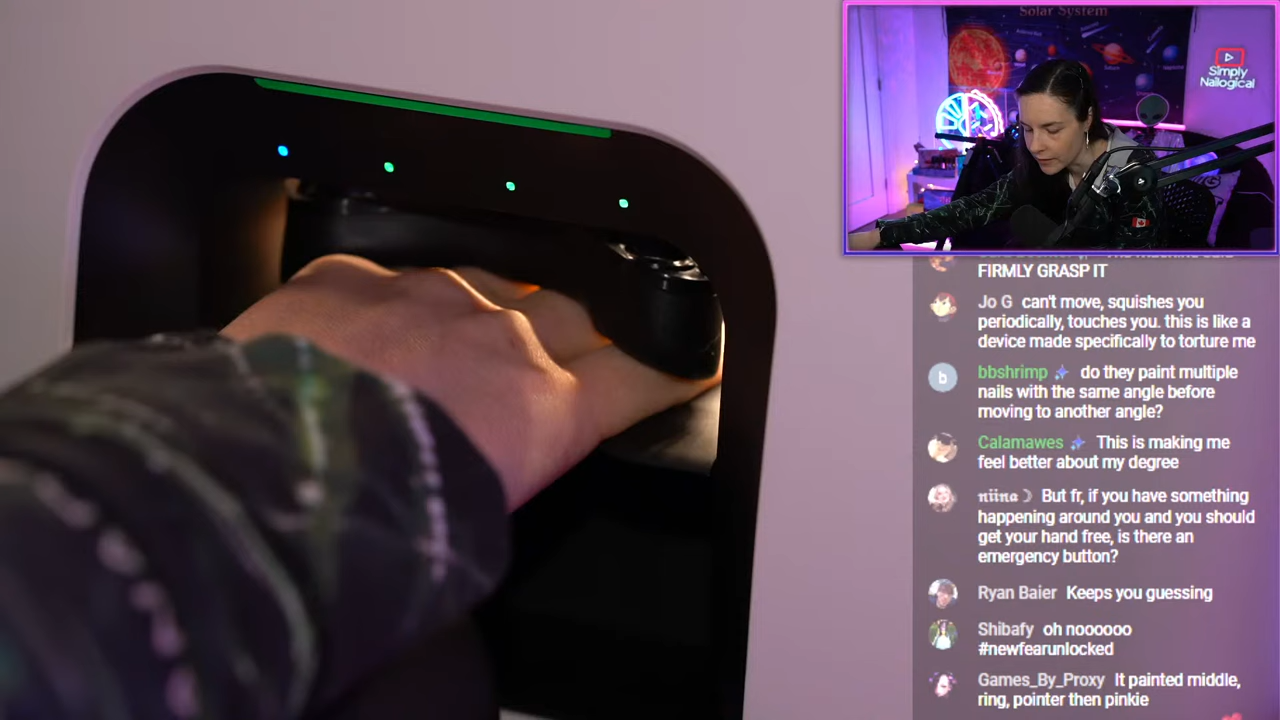 Solar System
Simply
Nailogical
FIRMLY GRASP IT
Jo G can't move, squishes you
periodically, touches you. this is like a
device made specifically to torture me
bbshrimp do they paint multiple
nails with the same angle before
moving to another angle?
Calamawes This is making me
feel better about my degree
niina☽ But fr, if you have something
happening around you and you should
get your hand free, is there an
emergency button?
Ryan Baier Keeps you guessing
Shibafy oh noooooo
#newfearunlocked
Games_By_Proxy It painted middle,
ring, pointer then pinkie